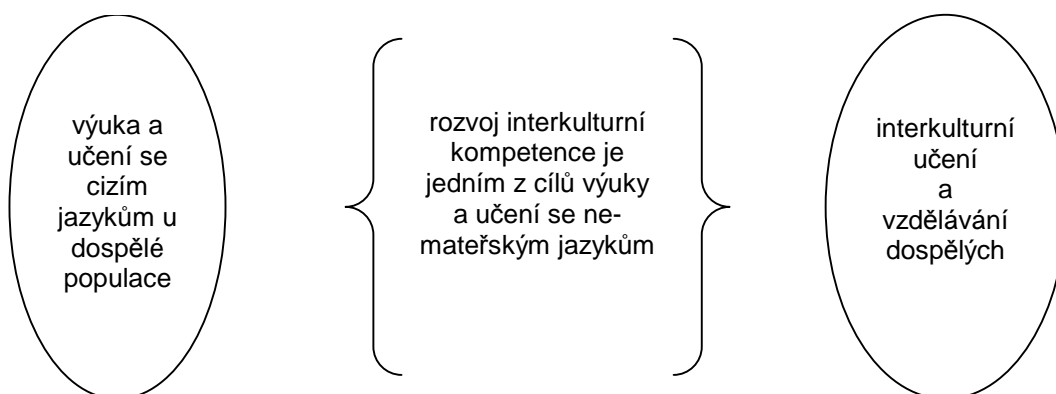 výuka a
učení se
cizím
jazykům u
dospělé
populace
rozvoj interkulturní
kompetence je
jedním z cílů výuky
a učení se ne-
mateřským jazykům
interkulturní
učení
a
vzdělávání
dospělých